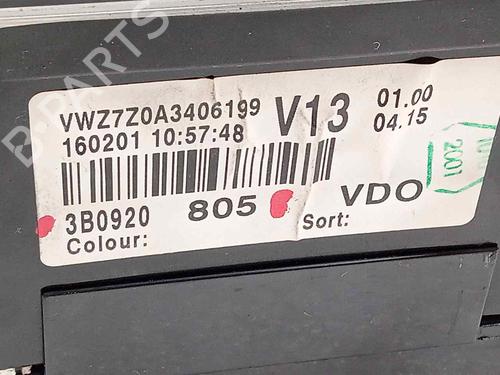 B-PARTS
VWZ7Z0A3406199 V13 01.00
160201 10:57:48 04.15
3B0920 805 VDO
Colour: Sort:
2001